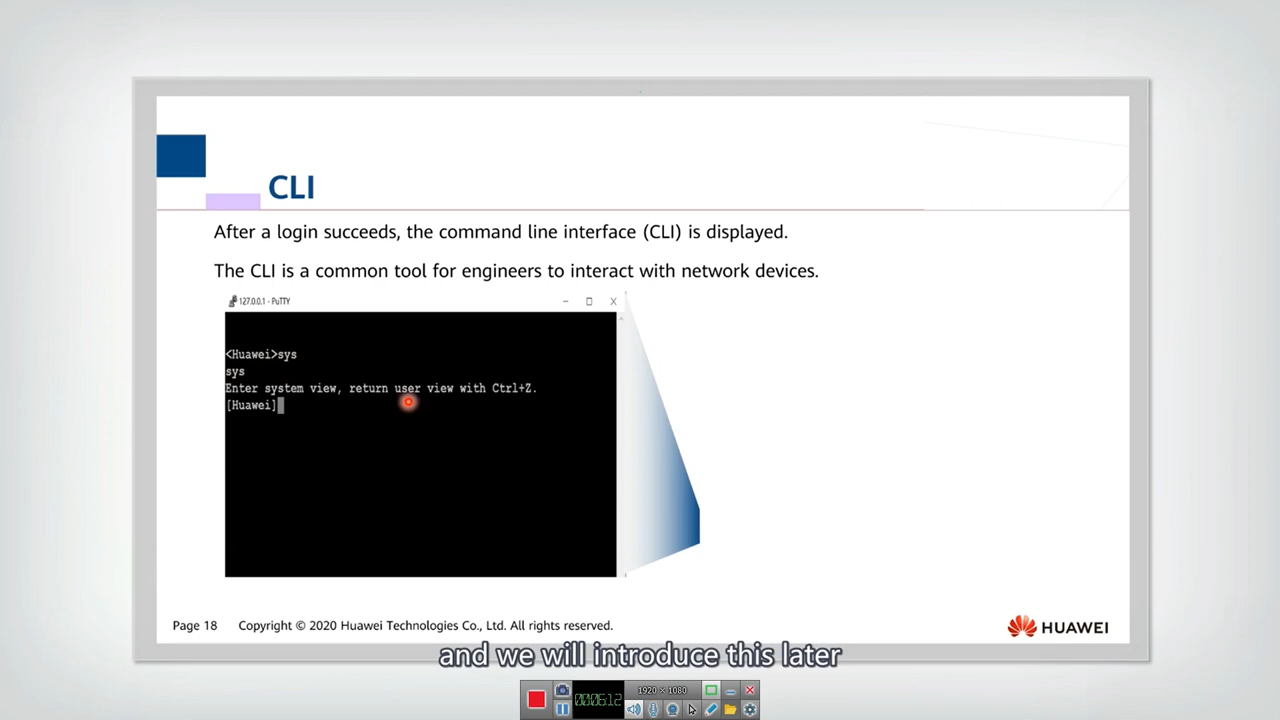 CLI
After a login succeeds, the command line interface (CLI) is displayed.
The CLI is a common tool for engineers to interact with network devices.
127.0.0.1 - PuTTY
<Huawei>sys
sys
Enter system view, return user view with Ctrl+Z.
[Huawei]
Page 18 Copyright © 2020 Huawei Technologies Co., Ltd. All rights reserved.
HUAWEI
and we will introduce this later
00:06:12
1920 × 1080